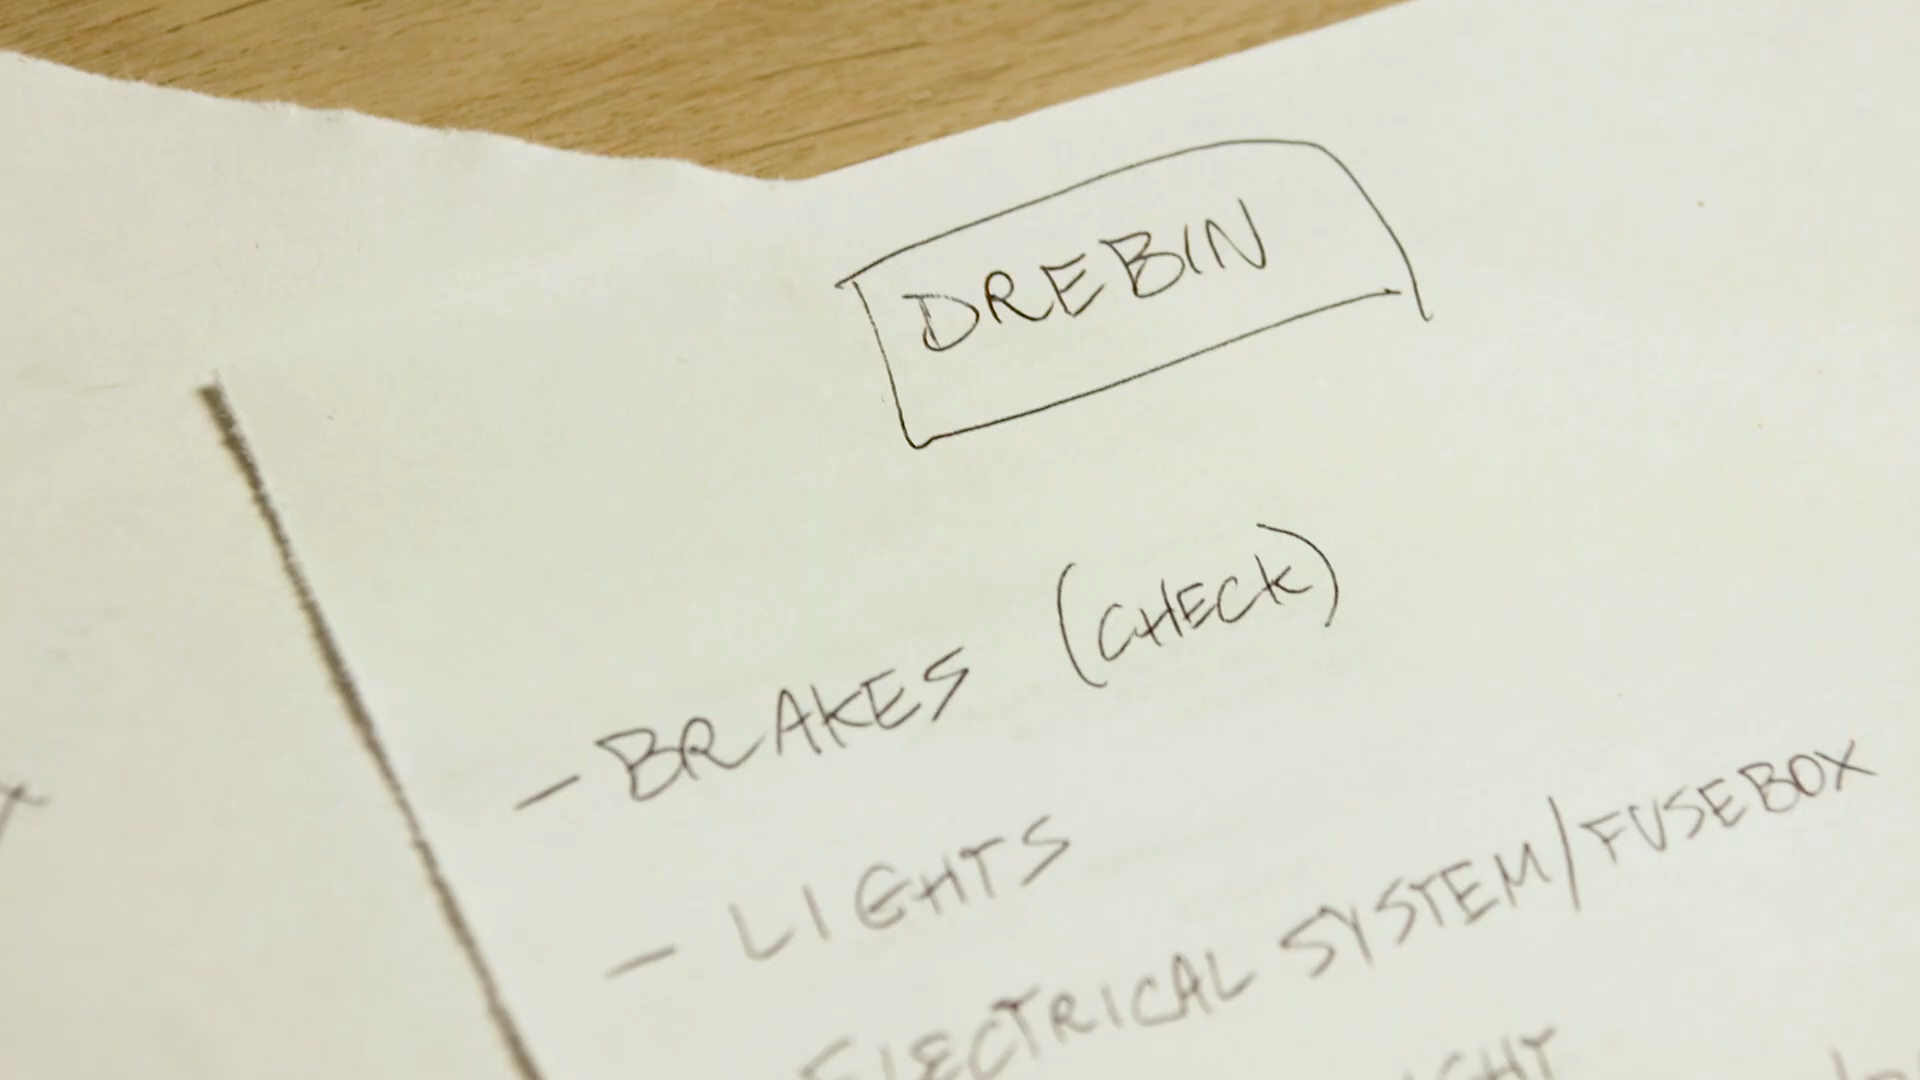 DREBIN
- BRAKES (CHECK)
- LIGHTS
ELECTRICAL SYSTEM/FUSEBOX